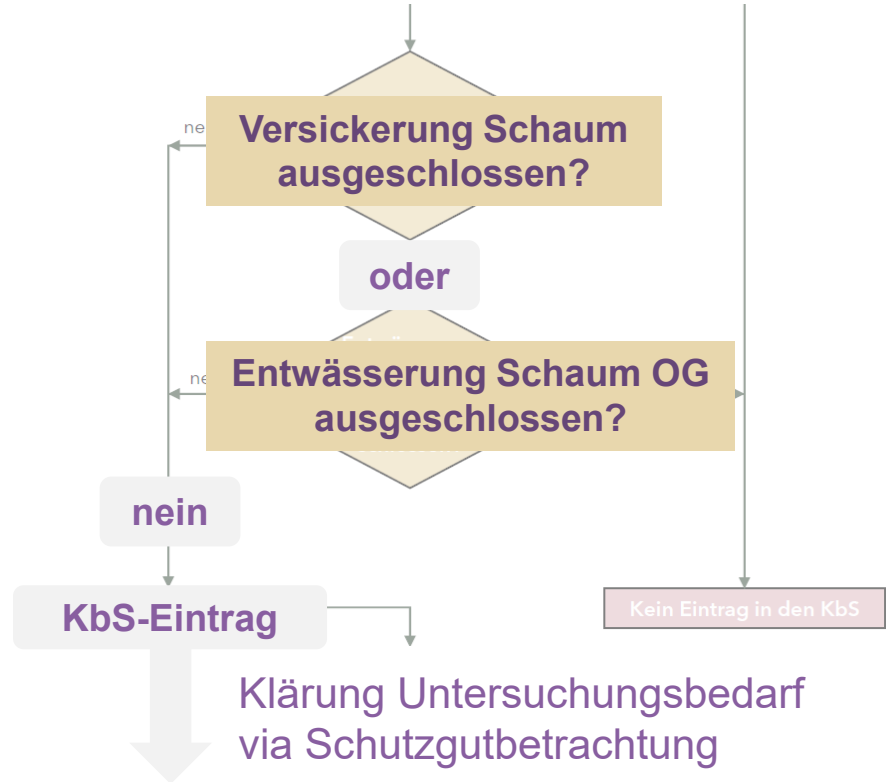 Versickerung Schaum
ausgeschlossen?
oder
Entwässerung Schaum OG
ausgeschlossen?
nein
KbS-Eintrag
Kein Eintrag in den KbS
Klärung Untersuchungsbedarf
via Schutzgutbetrachtung